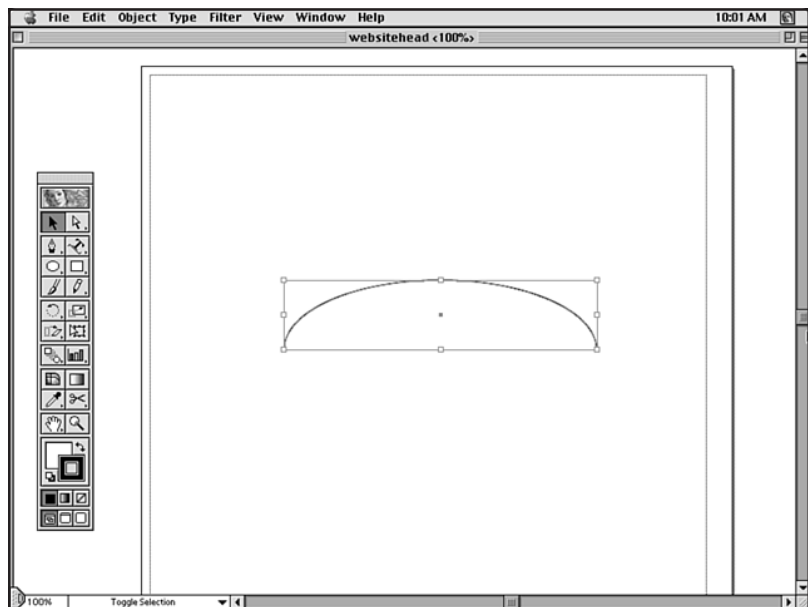 File Edit Object Type Filter View Window Help 10:01 AM
websitehead <100%>
100% Toggle Selection